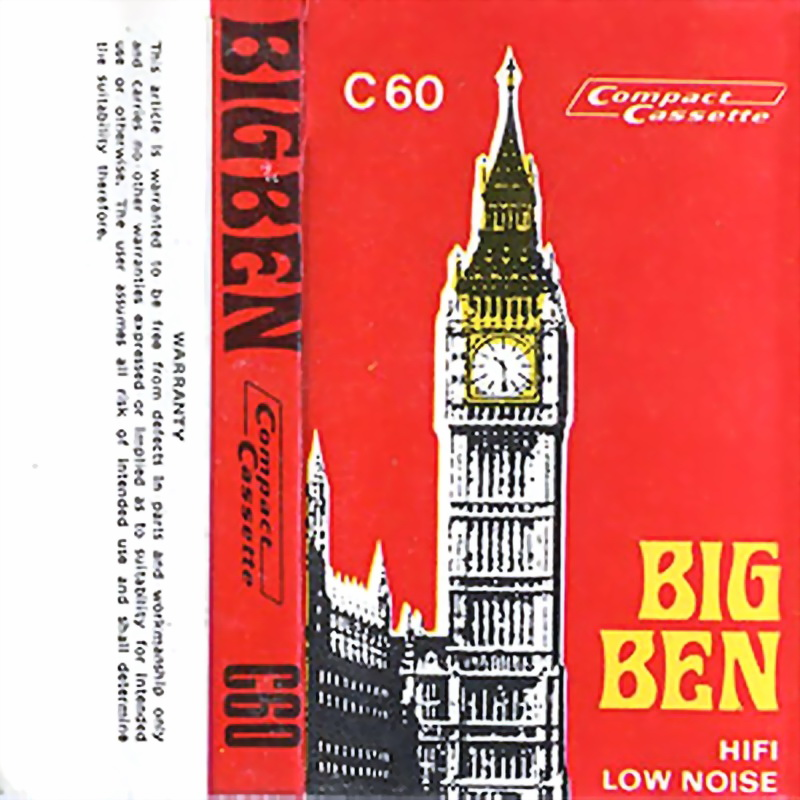 WARRANTY
This article is warranted to be free from defects in parts and workmanship only
and carries no other warranties expressed or implied as to suitability for intended
use or otherwise. The user assumes all risk of intended use and shall determine
the suitability therefore.
BIG BEN
Compact
Cassette
C60
C 60
Compact
Cassette
BIG
BEN
HIFI
LOW NOISE